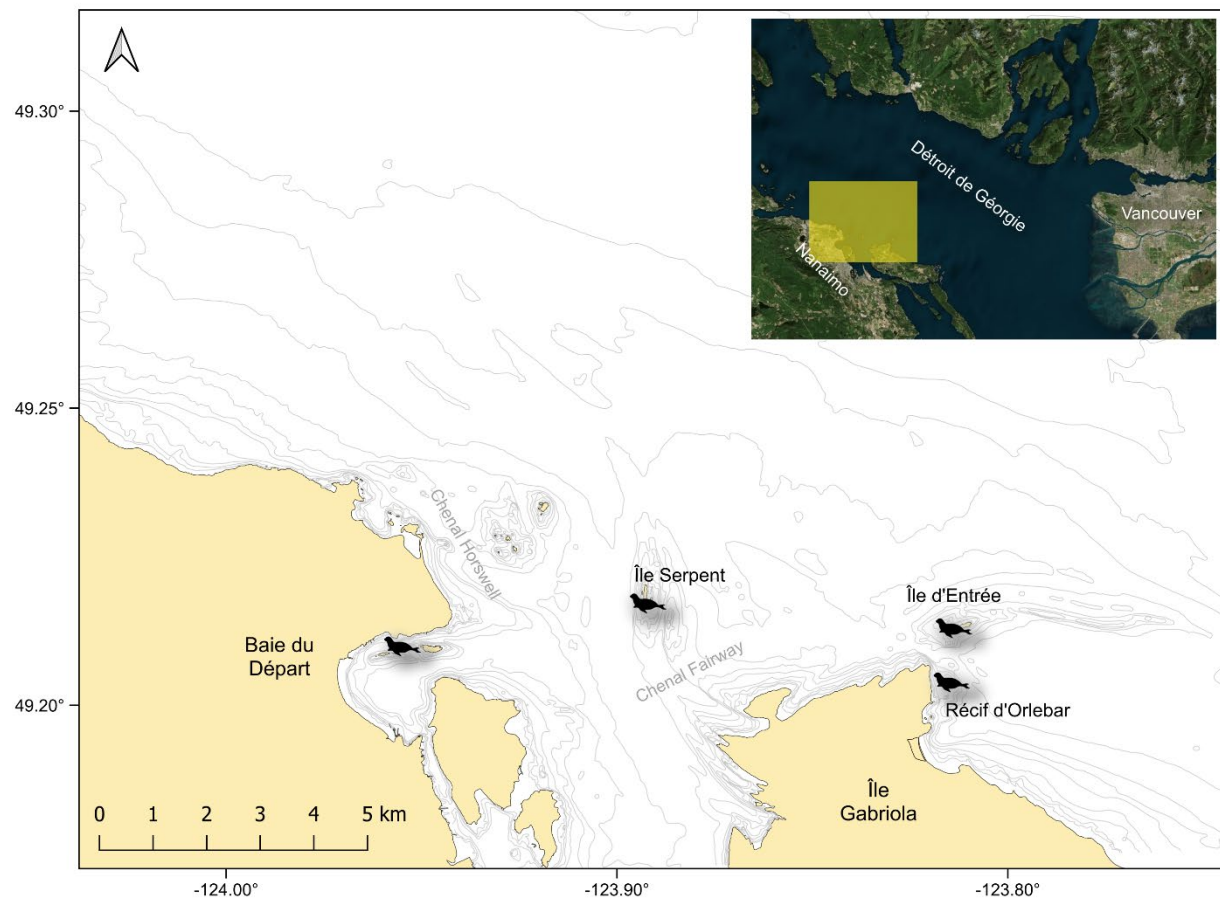 49.30°
49.25°
49.20°
Détroit de Géorgie
Vancouver
Nanaimo
Chenal Horswell
Île Serpent
Île d'Entrée
Baie du
Départ
Chenal Fairway
Récif d'Orlebar
Île
Gabriola
0 1 2 3 4 5 km
-124.00° -123.90° -123.80°